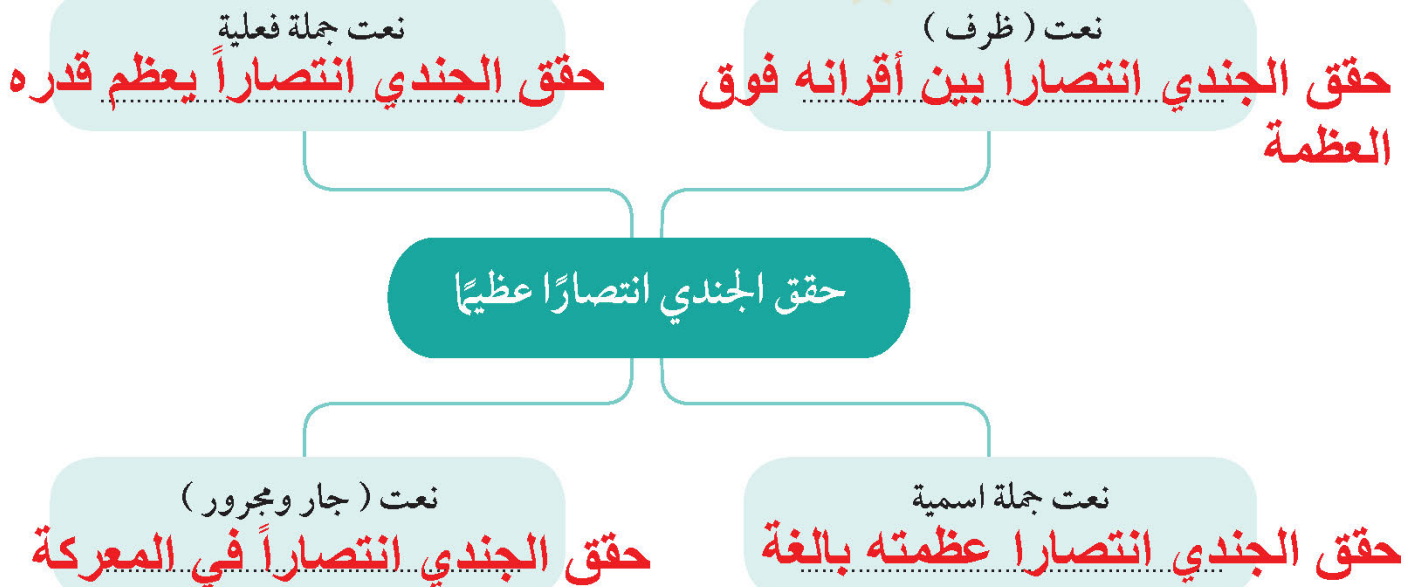 نعت ( ظرف )
حقق الجندي انتصارا بين أقرانه فوق
العظمة
نعت جملة فعلية
حقق الجندي انتصاراً يعظم قدره
حقق الجندي انتصارًا عظيمًا
نعت جملة اسمية
حقق الجندي انتصارا عظمته بالغة
نعت ( جار ومجرور )
حقق الجندي انتصاراً في المعركة